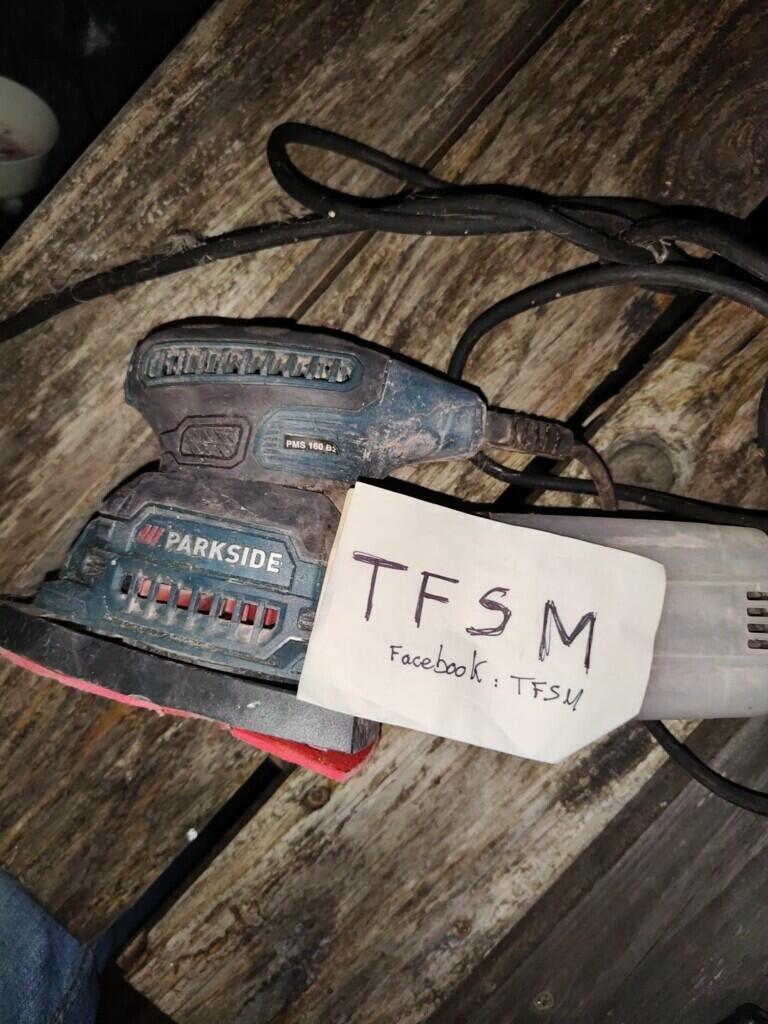 PMS 160 B2
PARKSIDE
TFSM
Facebook : TFSM